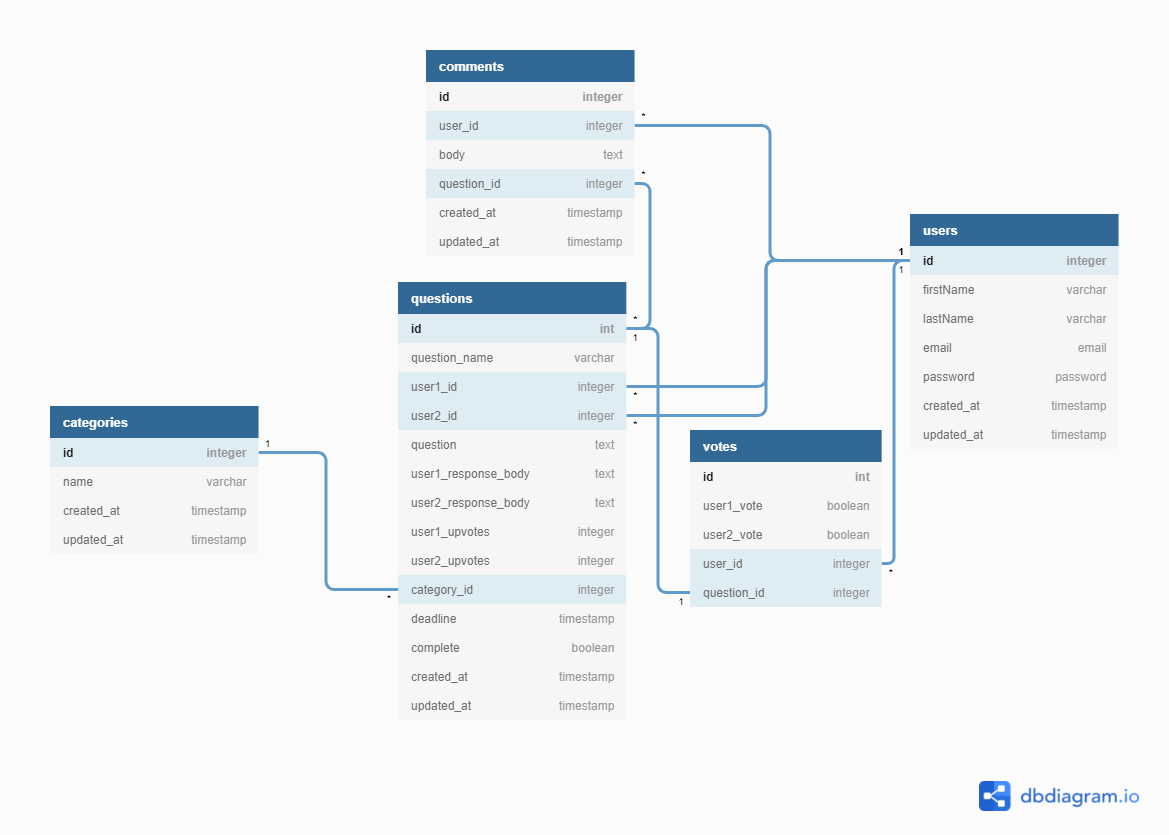 comments
id integer
user_id integer
body text
question_id integer
created_at timestamp
updated_at timestamp
* 
*
users
id integer
firstName varchar
lastName varchar
email email
password password
created_at timestamp
updated_at timestamp
1
1
questions
id int
question_name varchar
user1_id integer
user2_id integer
question text
user1_response_body text
user2_response_body text
user1_upvotes integer
user2_upvotes integer
category_id integer
deadline timestamp
complete boolean
created_at timestamp
updated_at timestamp
*
1
*
*
*
categories
id integer
name varchar
created_at timestamp
updated_at timestamp
1
votes
id int
user1_vote boolean
user2_vote boolean
user_id integer
question_id integer
*
1
dbdiagram.io